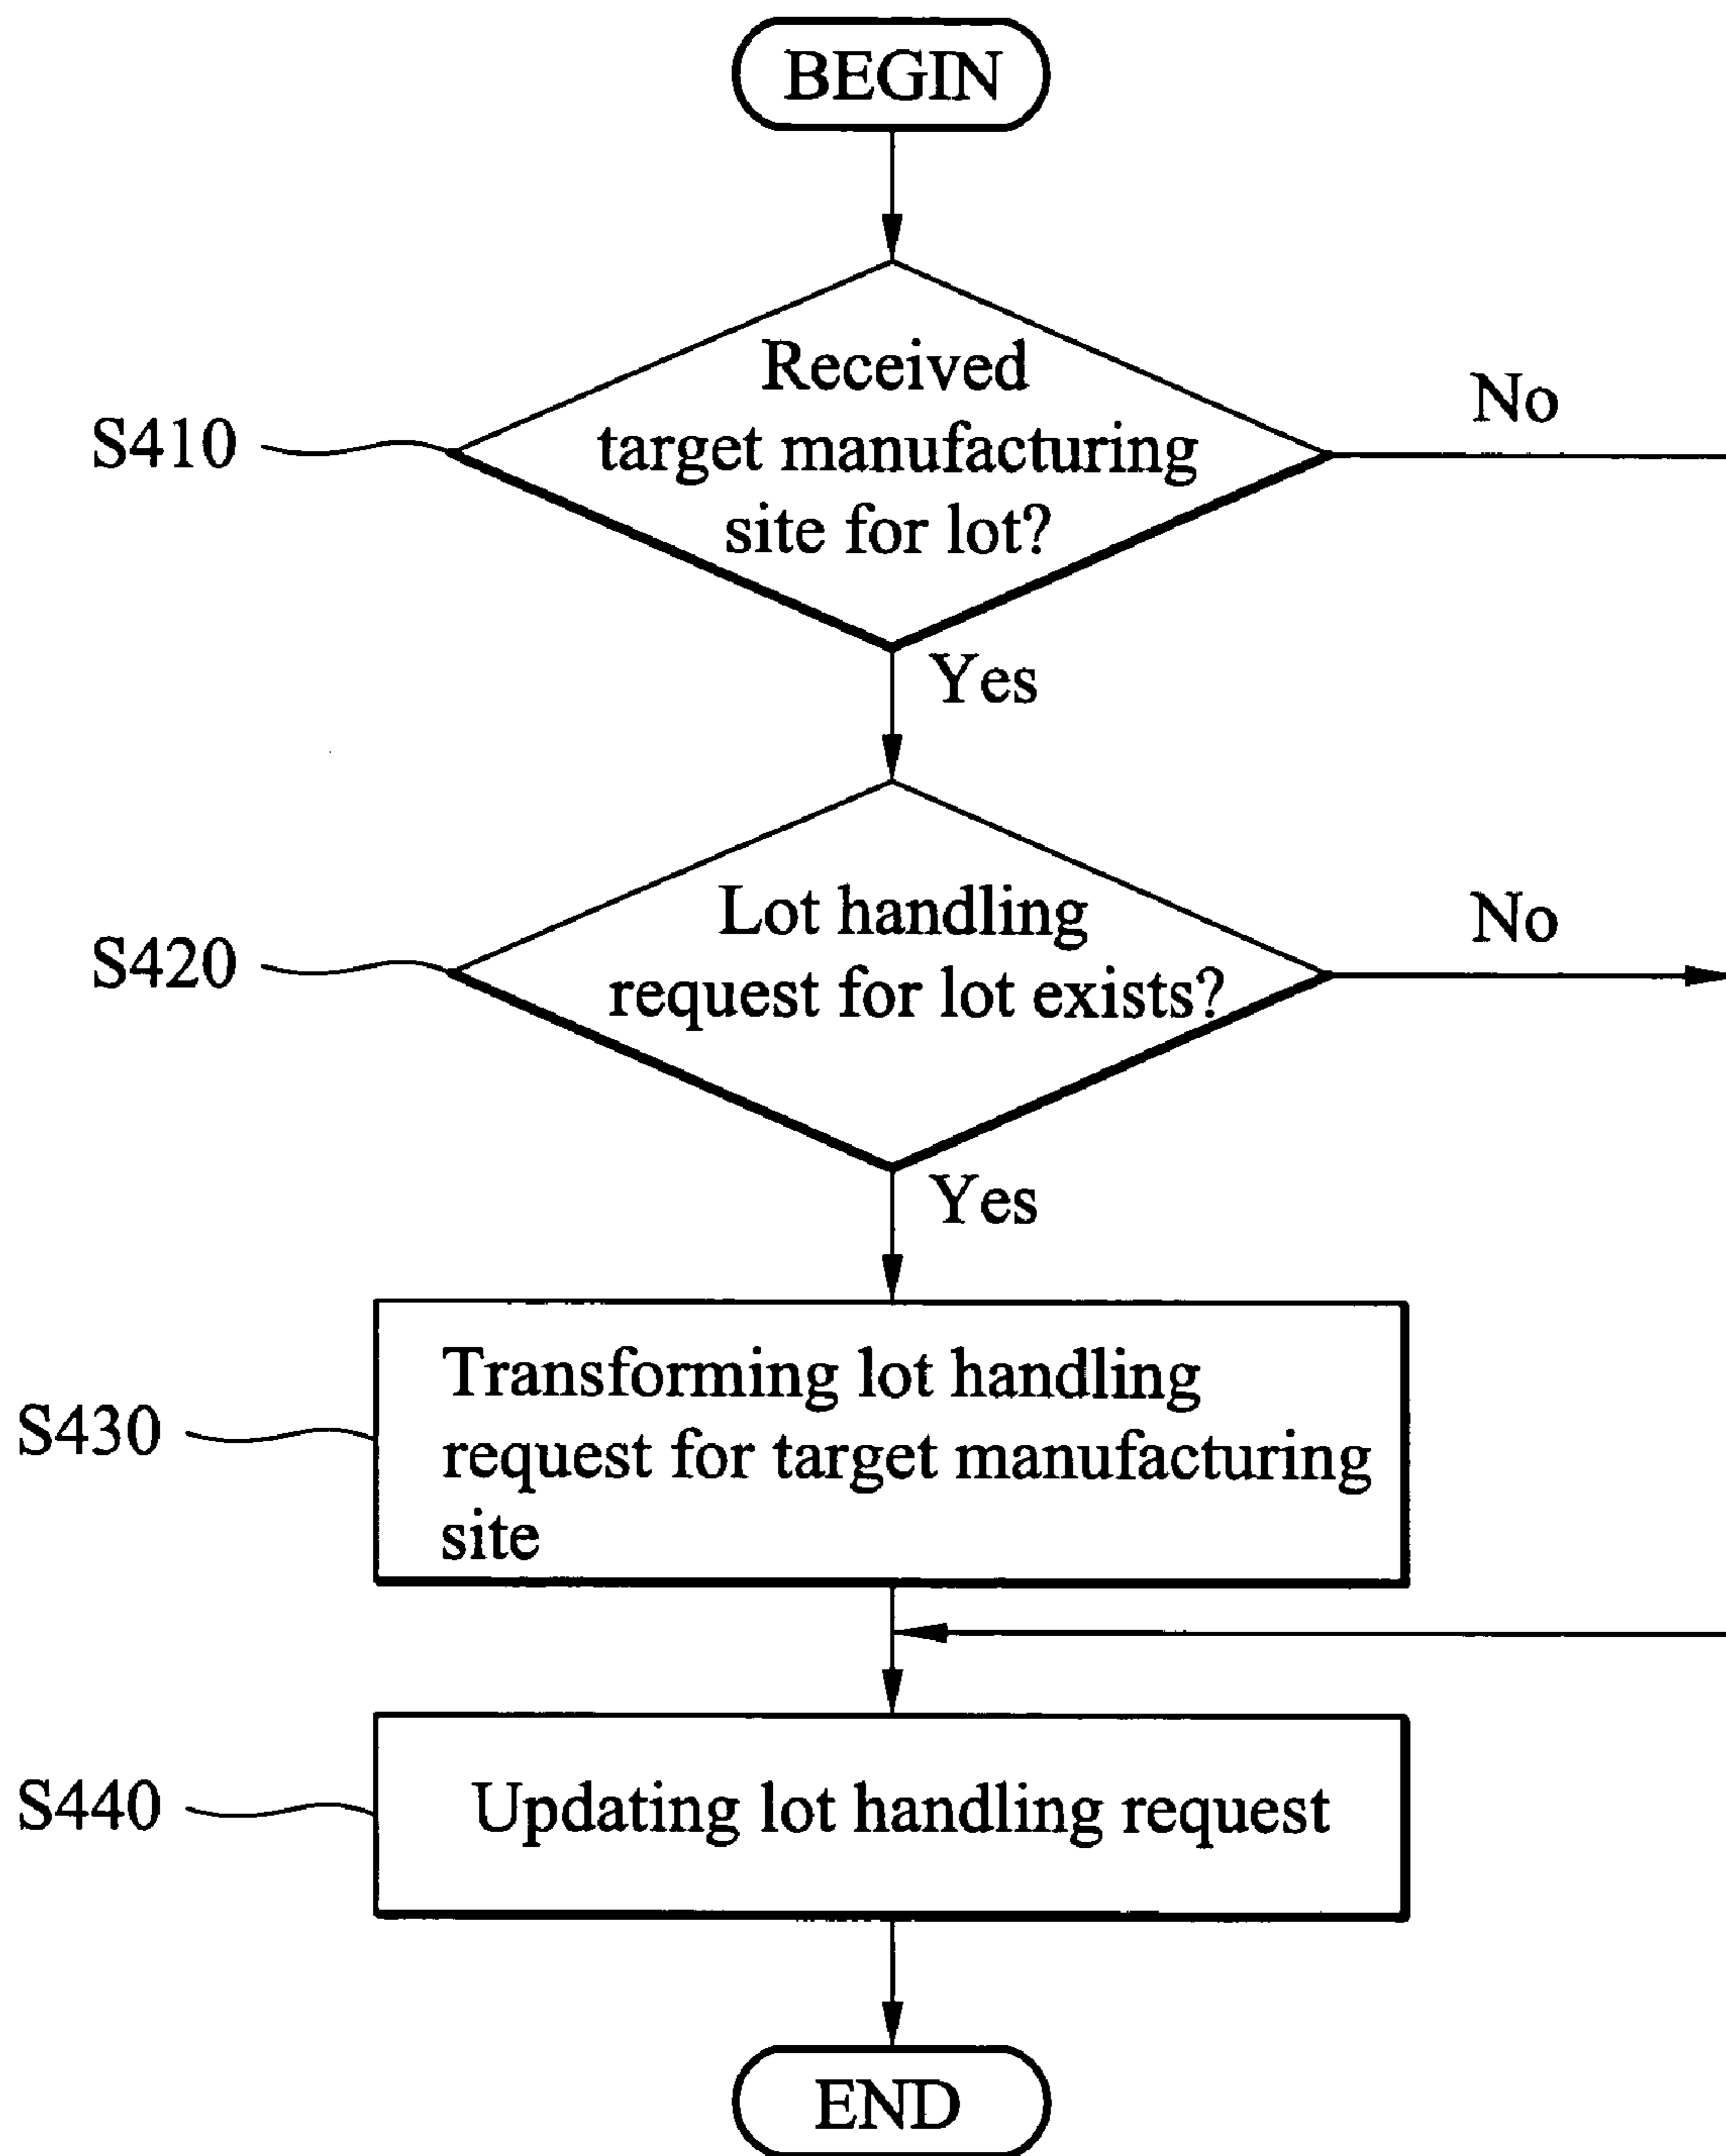 BEGIN
Received
target manufacturing
site for lot?
No
S410
Yes
Lot handling
request for lot exists?
No
S420
Yes
Transforming lot handling
request for target manufacturing
site
S430
Updating lot handling request
S440
END